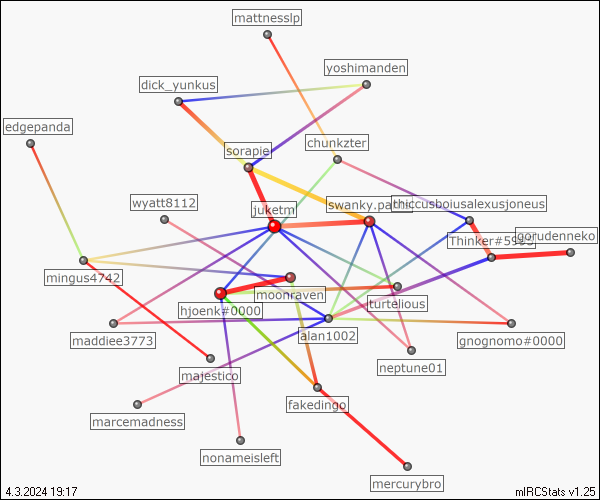 mattnesslp
yoshimanden
dick_yunkus
edgepanda
chunkzter
sorapie
wyatt8112
juketm
swanky.pa
thiccusboiusalexusjoneus
gorudenneko
Thinker#59
mingus4742
moonraven
hjoenk#0000
turtelious
maddiee3773
alan1002
gnognomo#0000
neptune01
majestico
fakedingo
marcemadness
nonameisleft
mercurybro
4.3.2024 19:17
mIRCStats v1.25